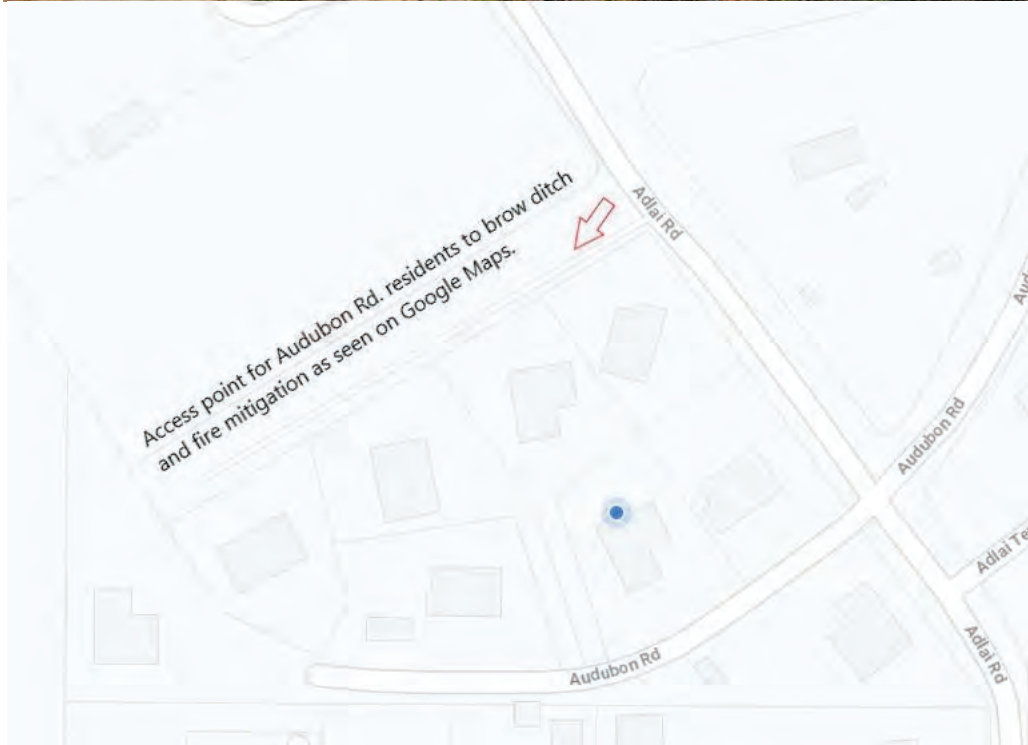 Access point for Audubon Rd. residents to brow ditch
and fire mitigation as seen on Google Maps.
Adlai Rd
Audubon Rd
Audubon Rd
Adlai Rd